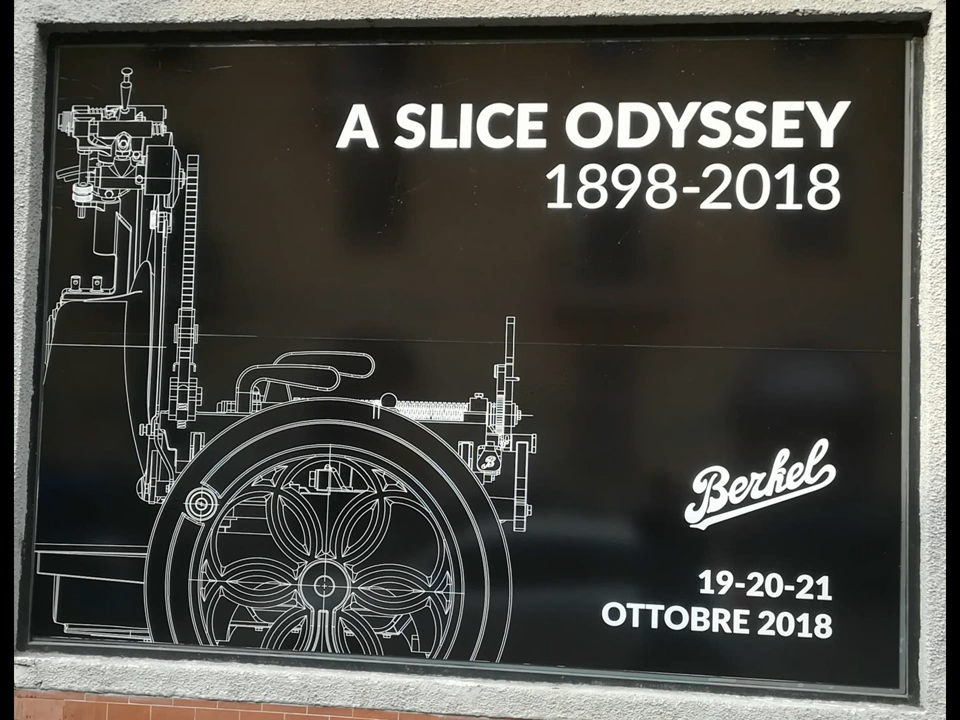 A SLICE ODYSSEY
1898-2018
B
Berkel
19-20-21
OTTOBRE 2018